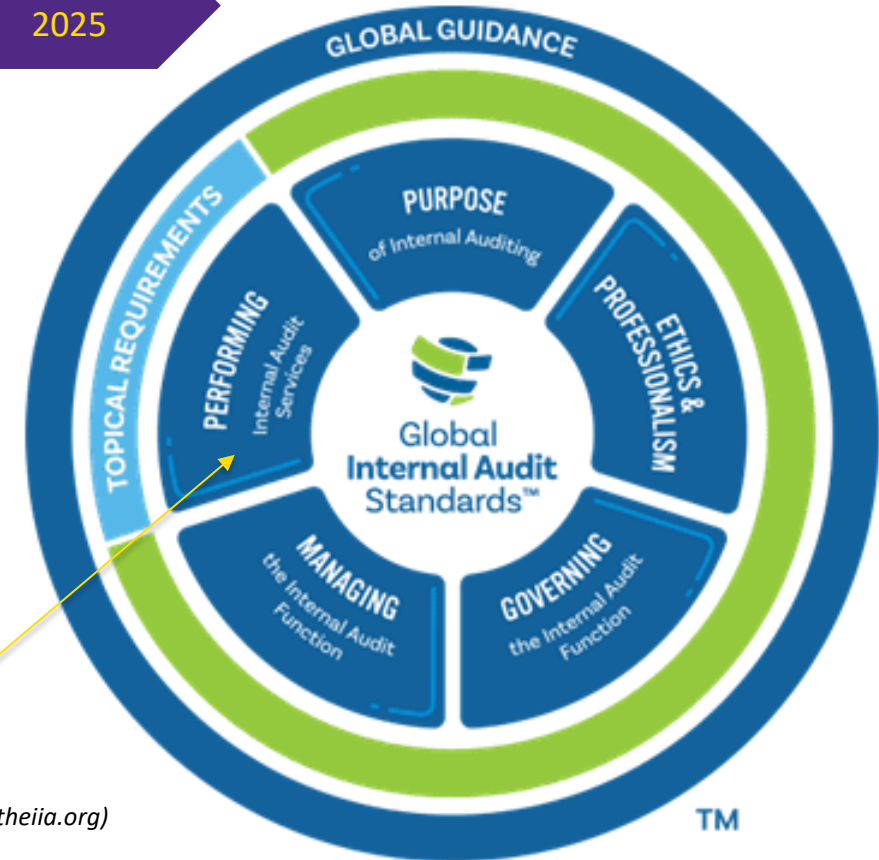 2025
GLOBAL GUIDANCE
TOPICAL REQUIREMENTS
PURPOSE
of Internal Auditing
ETHICS &
PROFESSIONALISM
GOVERNING
the Internal Audit
Function
MANAGING
the Internal Audit
Function
PERFORMING
Internal Audit
Services
Global
Internal Audit
Standards™
theiia.org)
TM